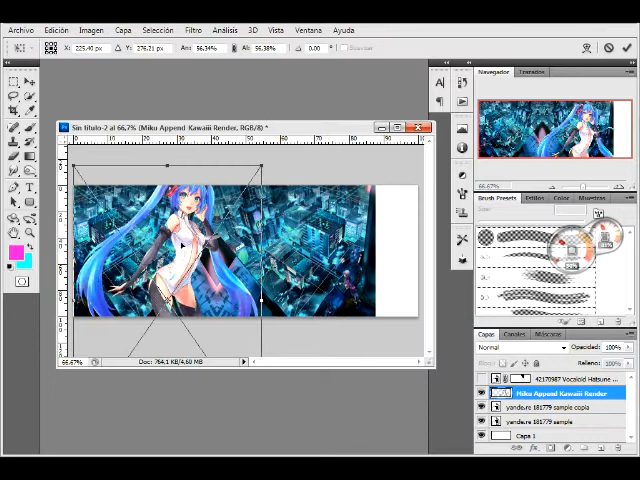 Archivo Edición Imagen Capa Selección Filtro Análisis 3D Vista Ventana Ayuda
X: 225,40 px Y: 276,21 px An: 56,34% Al: 56,38% 0,00 °
Sin título-2 al 66,7% (Miku Append Kawaiii Render, RGB/8) *
Navegador Tratados
66.67%
Brush Presets Estilos Color Muestras
Capas Canales Máscaras
Normal Opacidad: 100%
Relleno: 100%
42170987 Vocaloid Hatsune ...
Miku Append Kawaiii Render
yande.re 181779 sample copia
yande.re 181779 sample
Capa 1
66.67% Doc: 764,1 KB/4,60 MB